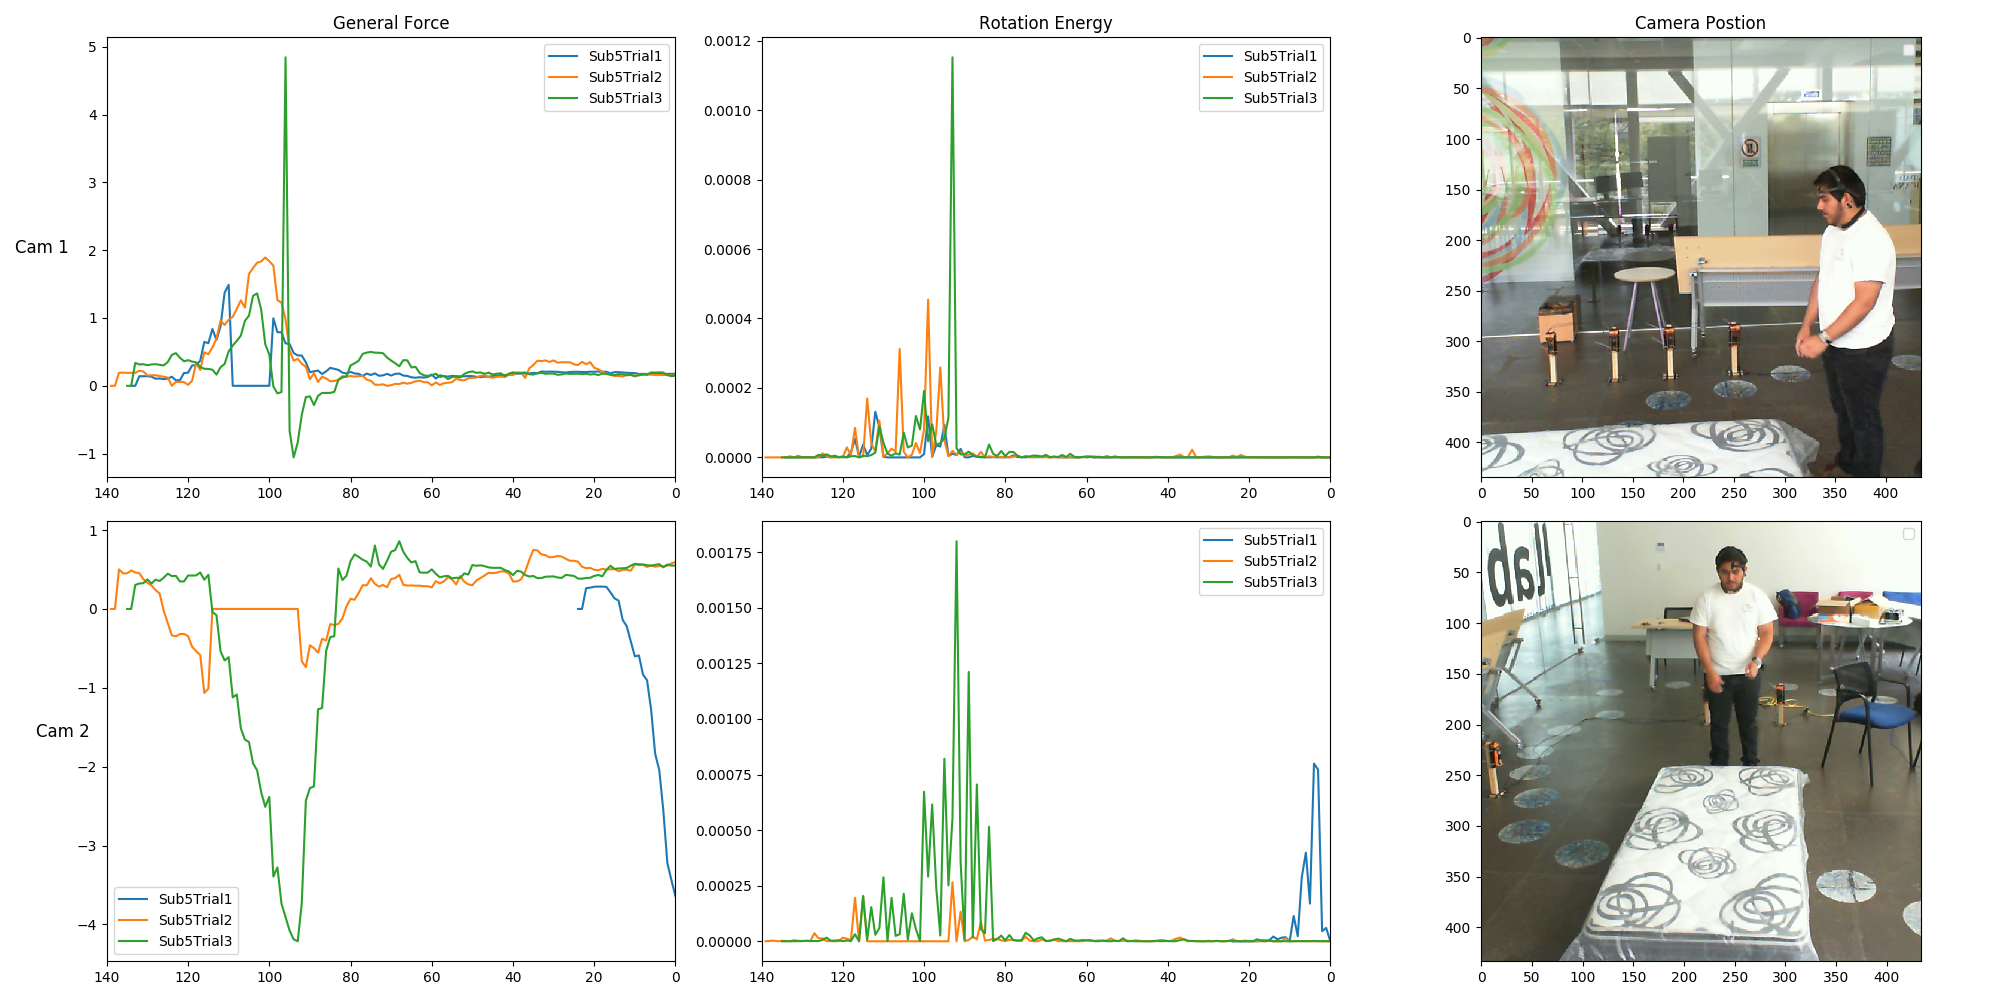 General Force
Rotation Energy
Camera Postion
Cam 1
5
4
3
2
1
0
−1
140 120 100 80 60 40 20 0
Sub5Trial1
Sub5Trial2
Sub5Trial3
0.0012
0.0010
0.0008
0.0006
0.0004
0.0002
0.0000
140 120 100 80 60 40 20 0
Sub5Trial1
Sub5Trial2
Sub5Trial3
0
50
100
150
200
250
300
350
400
0 50 100 150 200 250 300 350 400
Cam 2
1
0
−1
−2
−3
−4
140 120 100 80 60 40 20 0
Sub5Trial1
Sub5Trial2
Sub5Trial3
0.00175
0.00150
0.00125
0.00100
0.00075
0.00050
0.00025
0.00000
140 120 100 80 60 40 20 0
Sub5Trial1
Sub5Trial2
Sub5Trial3
0
50
100
150
200
250
300
350
400
0 50 100 150 200 250 300 350 400